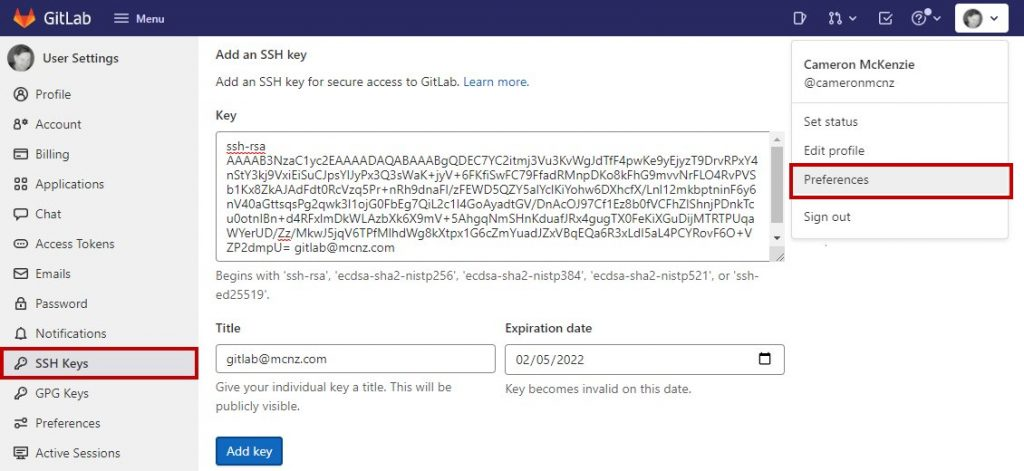 GitLab
Menu
User Settings
Profile
Account
Billing
Applications
Chat
Access Tokens
Emails
Password
Notifications
SSH Keys
GPG Keys
Preferences
Active Sessions
Add an SSH key
Add an SSH key for secure access to GitLab. Learn more.
Key
ssh-rsa
AAAAB3NzaC1yc2EAAAADAQABAAABgQDEC7YC2itmj3Vu3KvWgJdTfF4pwKe9yEjyzT9DrvRPxY4
nStY3kj9VxiEiSuCJpsYlJyPx3Q3sWaK+jyV+6FKfiSwFC79FfadRMnpDKo8kFhG9mvvNrFLO4RvPVS
b1Kx8ZkAJAdFdt0RcVzq5Pr+nRh9dnaFl/zFEWD5QZY5alYcIKiYohw6DXhcfX/Lnl12mkbptninF6y6
nV40aGttsqsPg2qwk3I1ojG0FbEg7QiL2c1I4GoAyadtGV/DnAcOJ97Cf1Ez8b0fVCFhZIShnjPDnkTc
u0otnIBn+d4RFxlmDkWLAzbXk6X9mV+5AhgqNmSHnKduafJRx4gugTX0FeKiXGuDijMTRTPUqa
WYerUD/Zz/MkwJ5jqV6TPfMlhdWg8kXtpx1G6cZmYuadJZxVBqEQa6R3xLdI5aL4PCYRovF6O+V
ZP2dmpU= gitlab@mcnz.com
Begins with 'ssh-rsa', 'ecdsa-sha2-nistp256', 'ecdsa-sha2-nistp384', 'ecdsa-sha2-nistp521', or 'ssh-
ed25519'.
Title
gitlab@mcnz.com
Give your individual key a title. This will be
publicly visible.
Expiration date
02/05/2022
Key becomes invalid on this date.
Add key
Cameron McKenzie
@cameronmcnz
Set status
Edit profile
Preferences
Sign out